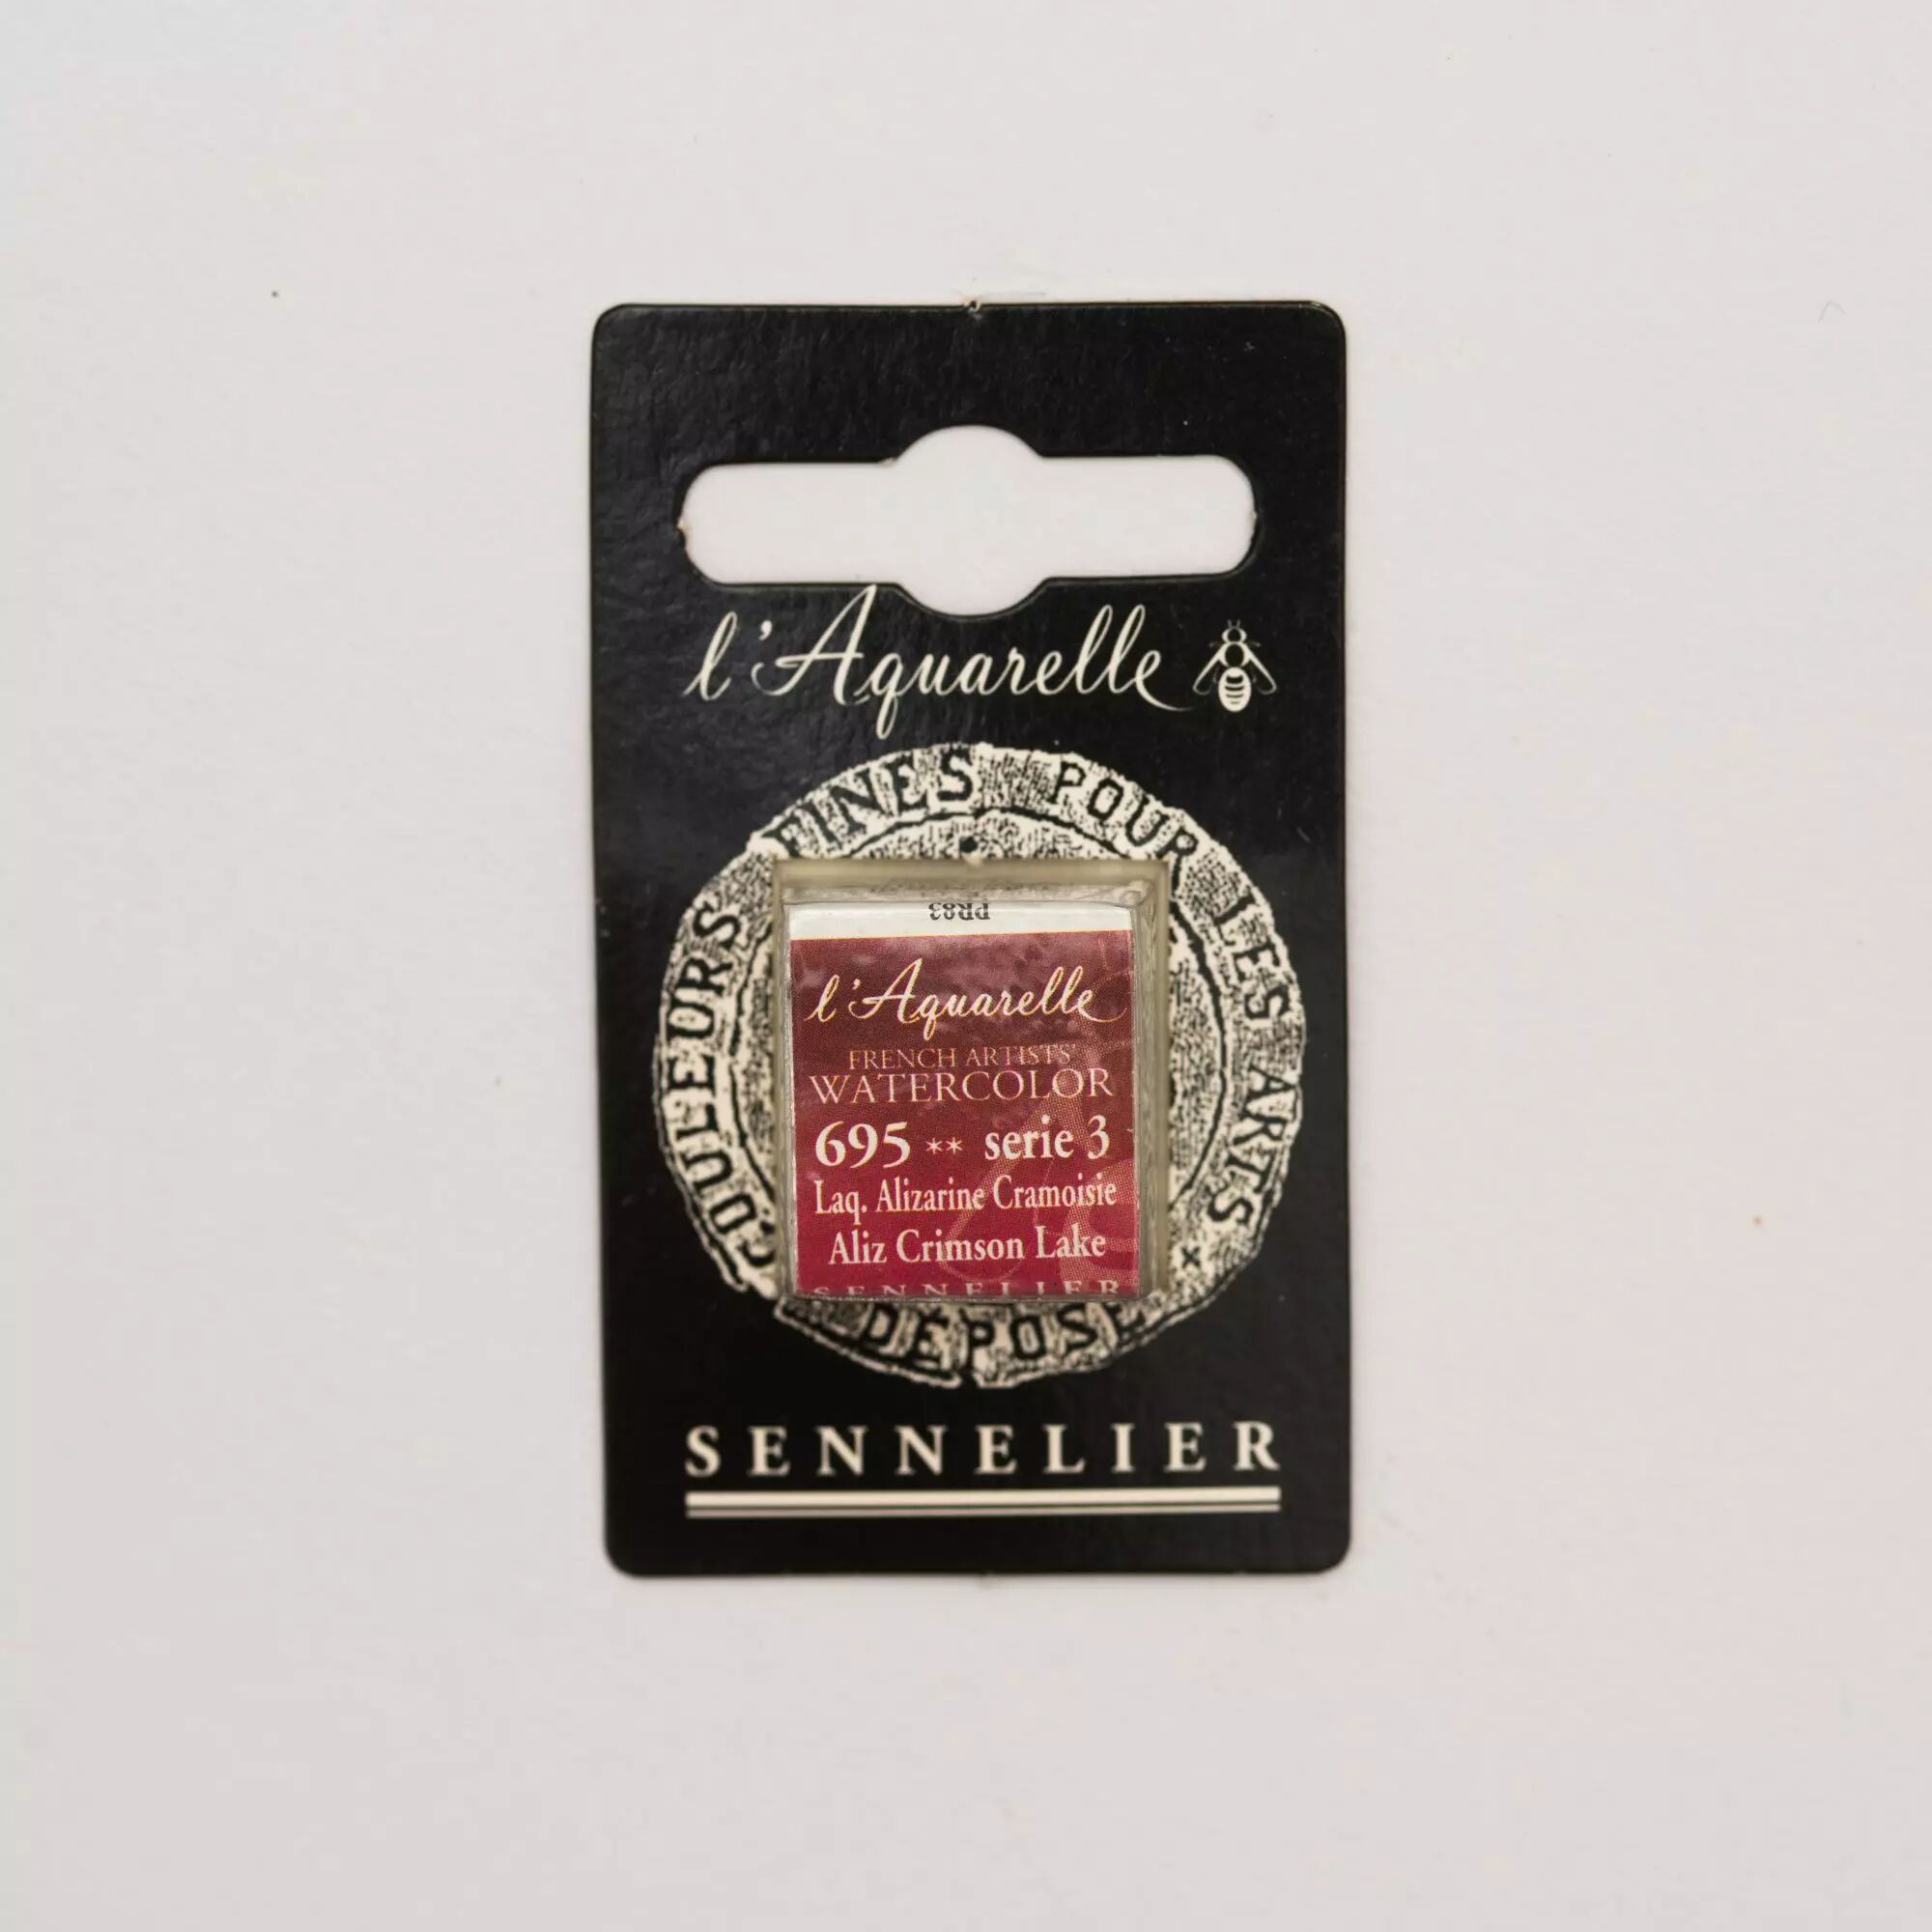 l'Aquarelle
COULEURS FINES POUR LES ARTS
PR83
l'Aquarelle
FRENCH ARTISTS'
WATERCOLOR
695 ** serie 3
Laq. Alizarine Cramoisie
Aliz Crimson Lake
SENNELIER
DÉPOSÉ
SENNELIER